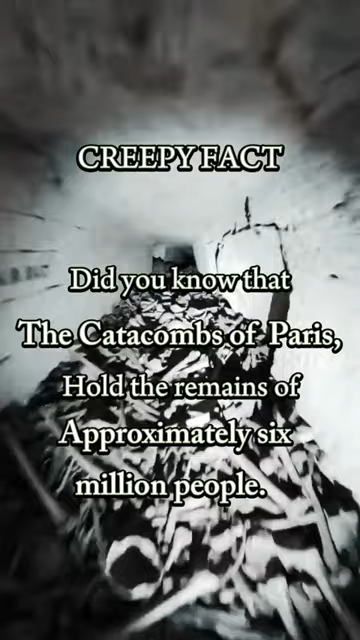 CREEPY FACT
Did you know that
The Catacombs of Paris,
Hold the remains of
Approximately six
million people.